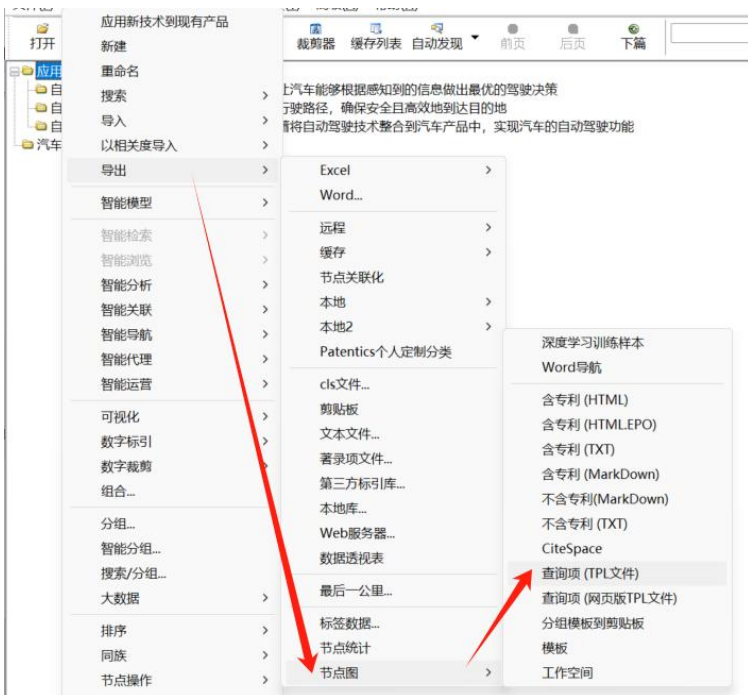 打开
裁剪器
缓存列表
自动发现
前页
后页
下篇
应用
自
自
自
汽车
上汽车能够根据感知到的信息做出最优的驾驶决策
行驶路径，确保安全且高效地到达目的地
将自动驾驶技术整合到汽车产品中，实现汽车的自动驾驶功能
应用新技术到现有产品
新建
重命名
搜索
导入
以相关度导入
导出
智能模型
智能检索
智能浏览
智能分析
智能关联
智能导航
智能代理
智能运营
可视化
数字标引
数字裁剪
组合...
分组...
智能分组...
搜索/分组...
大数据
排序
同族
节点操作
Excel
Word...
远程
缓存
节点关联化
本地
本地2
Patentics个人定制分类
cls文件...
剪贴板
文本文件...
著录项文件...
第三方标引库...
本地库...
Web服务器...
数据透视表
最后一公里...
标签数据...
节点统计
节点图
深度学习训练样本
Word导航
含专利 (HTML)
含专利 (HTML.EPO)
含专利 (TXT)
含专利 (MarkDown)
不含专利(MarkDown)
不含专利 (TXT)
CiteSpace
查询项 (TPL文件)
查询项 (网页版TPL文件)
分组模板到剪贴板
模板
工作空间